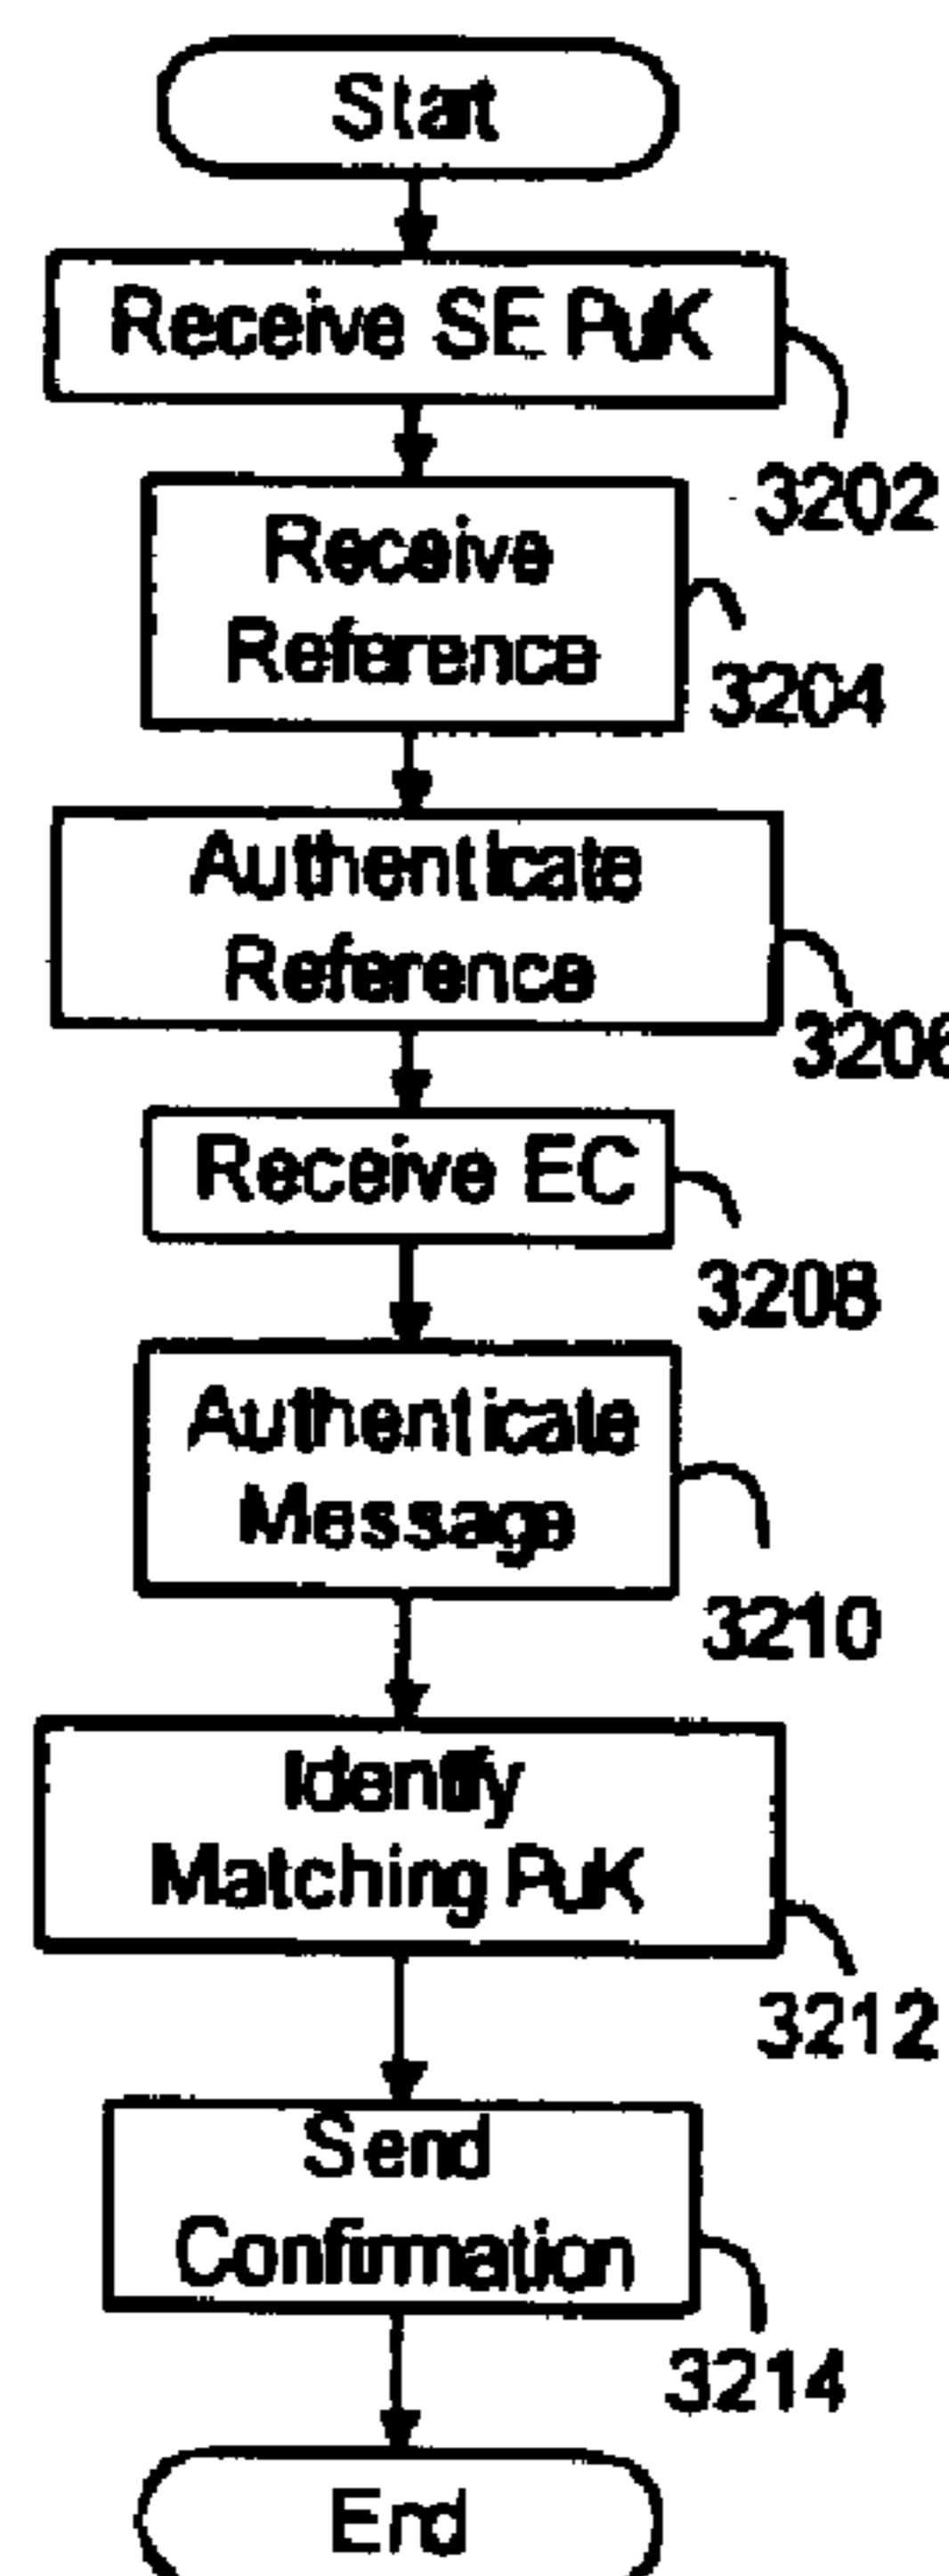 Start
Receive SE PuK
3202
Receive
Reference
3204
Authenticate
Reference
3206
Receive EC
3208
Authenticate
Message
3210
Identify
Matching PuK
3212
Send
Confirmation
3214
End